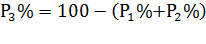 P₃% = 100 − (P₁%+P₂%)